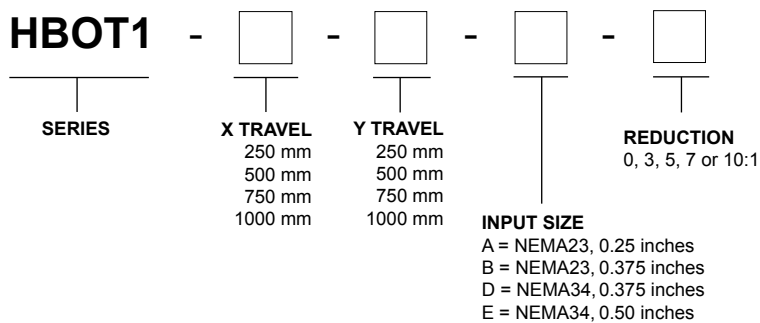 HBOT1 - - - -
SERIES
X TRAVEL
250 mm
500 mm
750 mm
1000 mm
Y TRAVEL
250 mm
500 mm
750 mm
1000 mm
INPUT SIZE
A = NEMA23, 0.25 inches
B = NEMA23, 0.375 inches
D = NEMA34, 0.375 inches
E = NEMA34, 0.50 inches
REDUCTION
0, 3, 5, 7 or 10:1